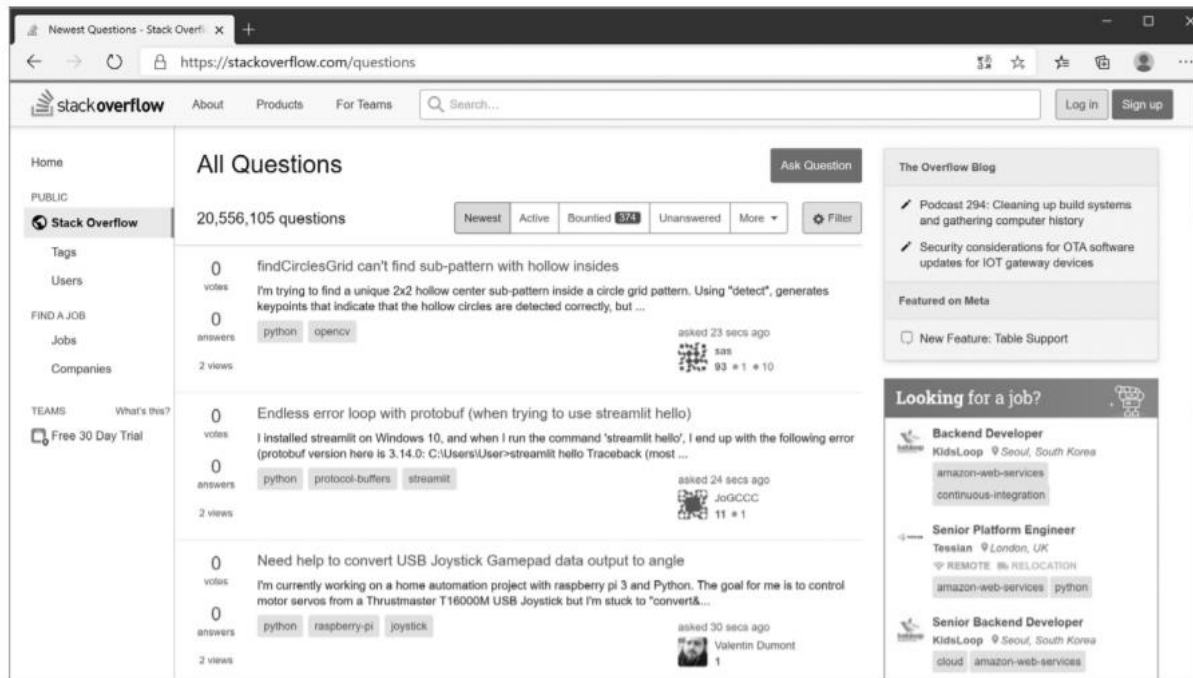 Newest Questions - Stack Overfl
https://stackoverflow.com/questions
stackoverflow About Products For Teams Search... Log in Sign up
Home
PUBLIC
Stack Overflow
Tags
Users
FIND A JOB
Jobs
Companies
TEAMS What's this?
Free 30 Day Trial
All Questions Ask Question
20,556,105 questions Newest Active Bountied 374 Unanswered More Filter
0 votes
0 answers
2 views
findCirclesGrid can't find sub-pattern with hollow insides
I'm trying to find a unique 2x2 hollow center sub-pattern inside a circle grid pattern. Using "detect", generates
keypoints that indicate that the hollow circles are detected correctly, but ...
python opencv
asked 23 secs ago
sas
93 1 10
0 votes
0 answers
2 views
Endless error loop with protobuf (when trying to use streamlit hello)
I installed streamlit on Windows 10, and when I run the command 'streamlit hello', I end up with the following error
(protobuf version here is 3.14.0: C:\Users\User>streamlit hello Traceback (most ...
python protocol-buffers streamlit
asked 24 secs ago
JoGCCC
11 1
0 votes
0 answers
2 views
Need help to convert USB Joystick Gamepad data output to angle
I'm currently working on a home automation project with raspberry pi 3 and Python. The goal for me is to control
motor servos from a Thrustmaster T16000M USB Joystick but I'm stuck to "convert&...
python raspberry-pi joystick
asked 30 secs ago
Valentin Dumont
1
The Overflow Blog
Podcast 294: Cleaning up build systems
and gathering computer history
Security considerations for OTA software
updates for IOT gateway devices
Featured on Meta
New Feature: Table Support
Looking for a job?
Backend Developer
KidsLoop Seoul, South Korea
amazon-web-services
continuous-integration
Senior Platform Engineer
Tessian London, UK
REMOTE RELOCATION
amazon-web-services python
Senior Backend Developer
KidsLoop Seoul, South Korea
cloud amazon-web-services